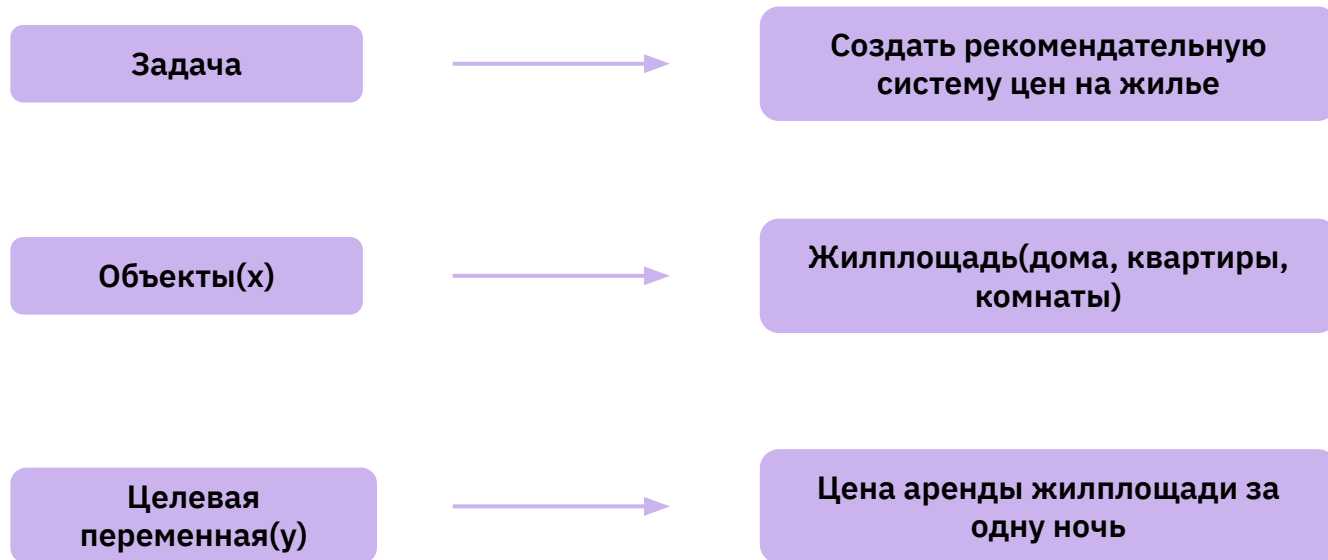 Задача
Создать рекомендательную
систему цен на жилье
Объекты(x)
Жилплощадь(дома, квартиры,
комнаты)
Целевая
переменная(y)
Цена аренды жилплощади за
одну ночь